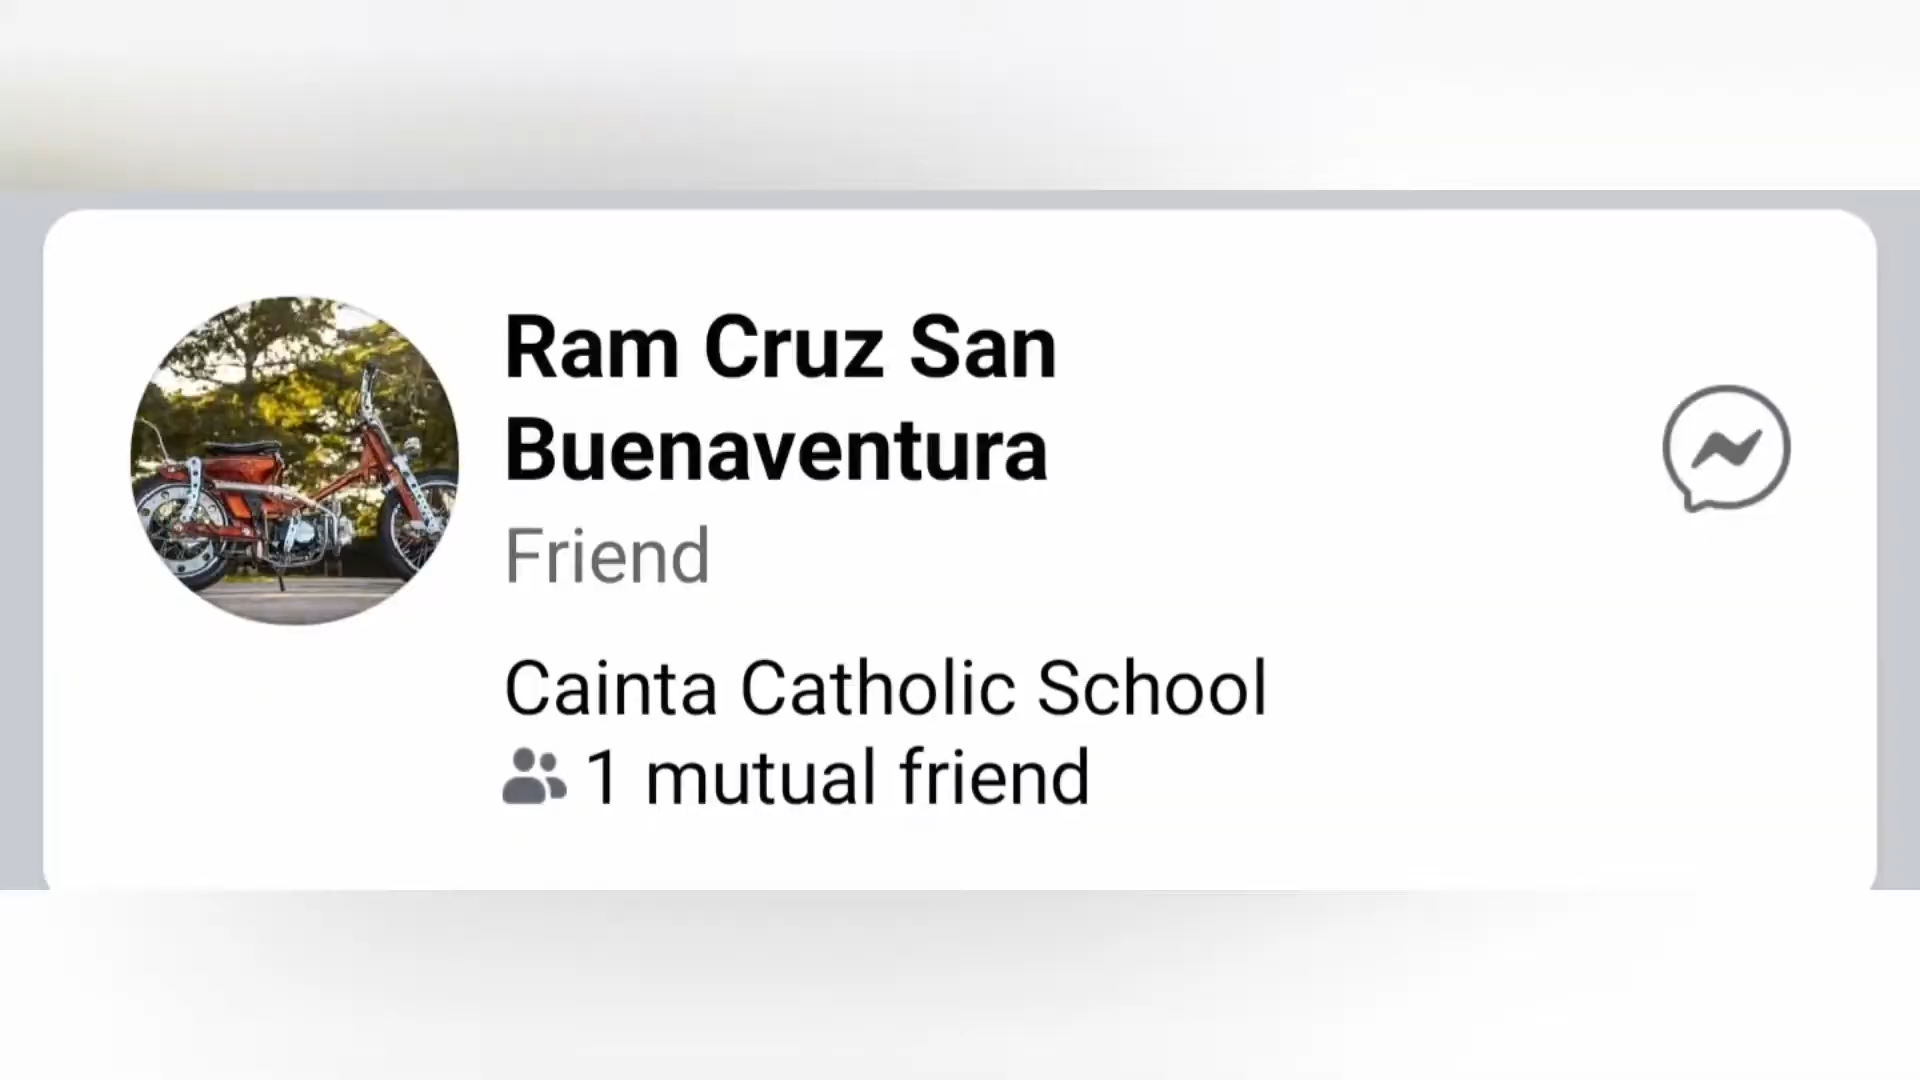 Ram Cruz San
Buenaventura
Friend
Cainta Catholic School
1 mutual friend